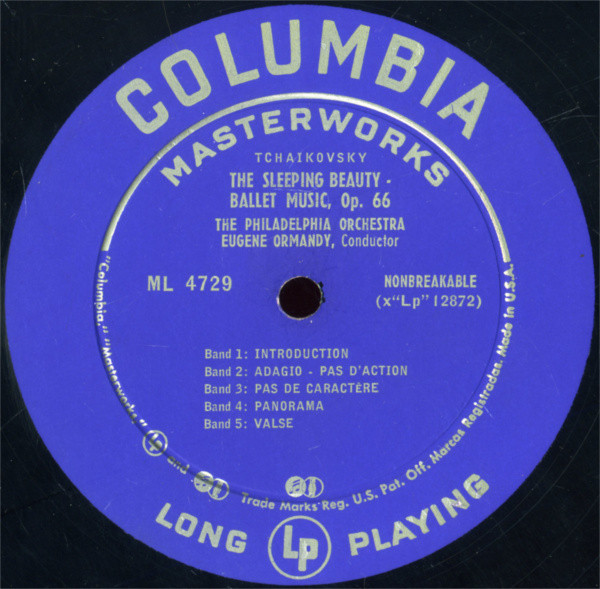 COLUMBIA
MASTERWORKS
TCHAIKOVSKY
THE SLEEPING BEAUTY -
BALLET MUSIC, Op. 66
THE PHILADELPHIA ORCHESTRA
EUGENE ORMANDY, Conductor
ML 4729
NONBREAKABLE
(x“Lp” 12872)
Band 1: INTRODUCTION
Band 2: ADAGIO - PAS D'ACTION
Band 3: PAS DE CARACTÈRE
Band 4: PANORAMA
Band 5: VALSE
“Columbia,” “Masterworks,” Lp and Trade Marks Reg. U.S. Pat. Off. Marcas Registradas. Made in U.S.A.
LONG Lp PLAYING